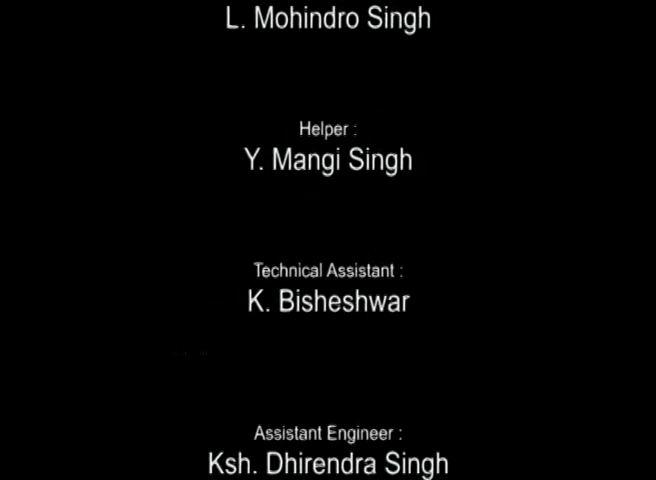 L. Mohindro Singh
Helper :
Y. Mangi Singh
Technical Assistant :
K. Bisheshwar
Assistant Engineer :
Ksh. Dhirendra Singh